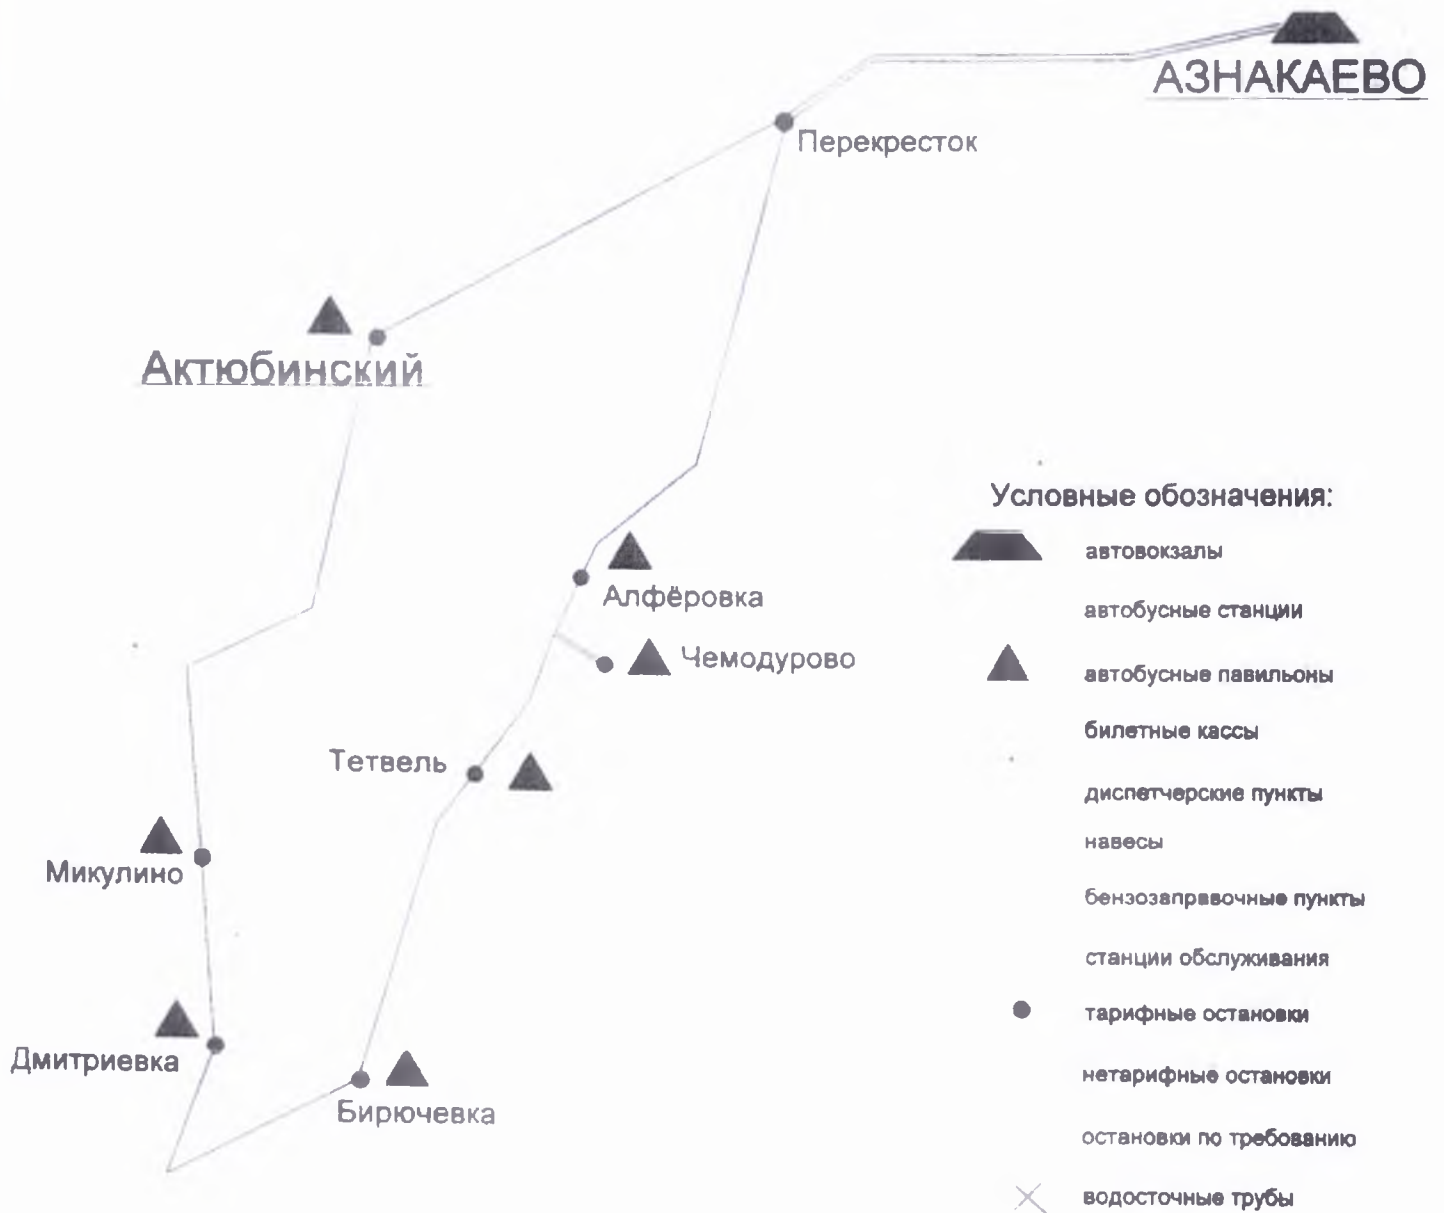 АЗНАКАЕВО
Перекресток
Актюбинский
Алфёровка
Чемодурово
Тетвель
Микулино
Дмитриевка
Бирючевка
Условные обозначения:
автовокзалы
автобусные станции
автобусные павильоны
билетные кассы
диспетчерские пункты
навесы
бензозаправочные пункты
станции обслуживания
тарифные остановки
нетарифные остановки
остановки по требованию
водосточные трубы